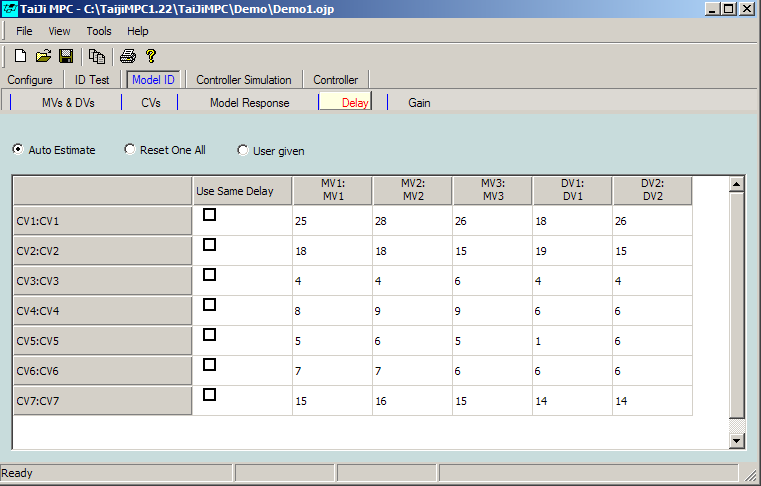 TaiJi MPC - C:\TaijiMPC1.22\TaiJiMPC\Demo\Demo1.ojp
File View Tools Help
Configure ID Test Model ID Controller Simulation Controller
MVs & DVs CVs Model Response Delay Gain
Auto Estimate Reset One All User given
Use Same Delay MV1: MV2: MV3: DV1: DV2:
MV1 MV2 MV3 DV1 DV2
CV1:CV1 25 28 26 18 26
CV2:CV2 18 18 15 19 15
CV3:CV3 4 4 6 4 4
CV4:CV4 8 9 9 6 6
CV5:CV5 5 6 5 1 6
CV6:CV6 7 7 6 6 6
CV7:CV7 15 16 15 14 14
Ready